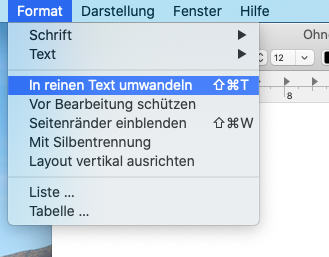 Format Darstellung Fenster Hilfe
Schrift
Text
Ohne
12
In reinen Text umwandeln ⇧⌘T
Vor Bearbeitung schützen
Seitenränder einblenden ⇧⌘W
8
Mit Silbentrennung
Layout vertikal ausrichten
Liste ...
Tabelle ...